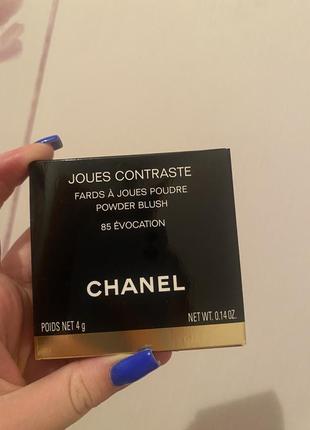 JOUES CONTRASTE
FARDS À JOUES POUDRE
POWDER BLUSH
85 ÉVOCATION
CHANEL
POIDS NET 4 g NET WT. 0.14 OZ.